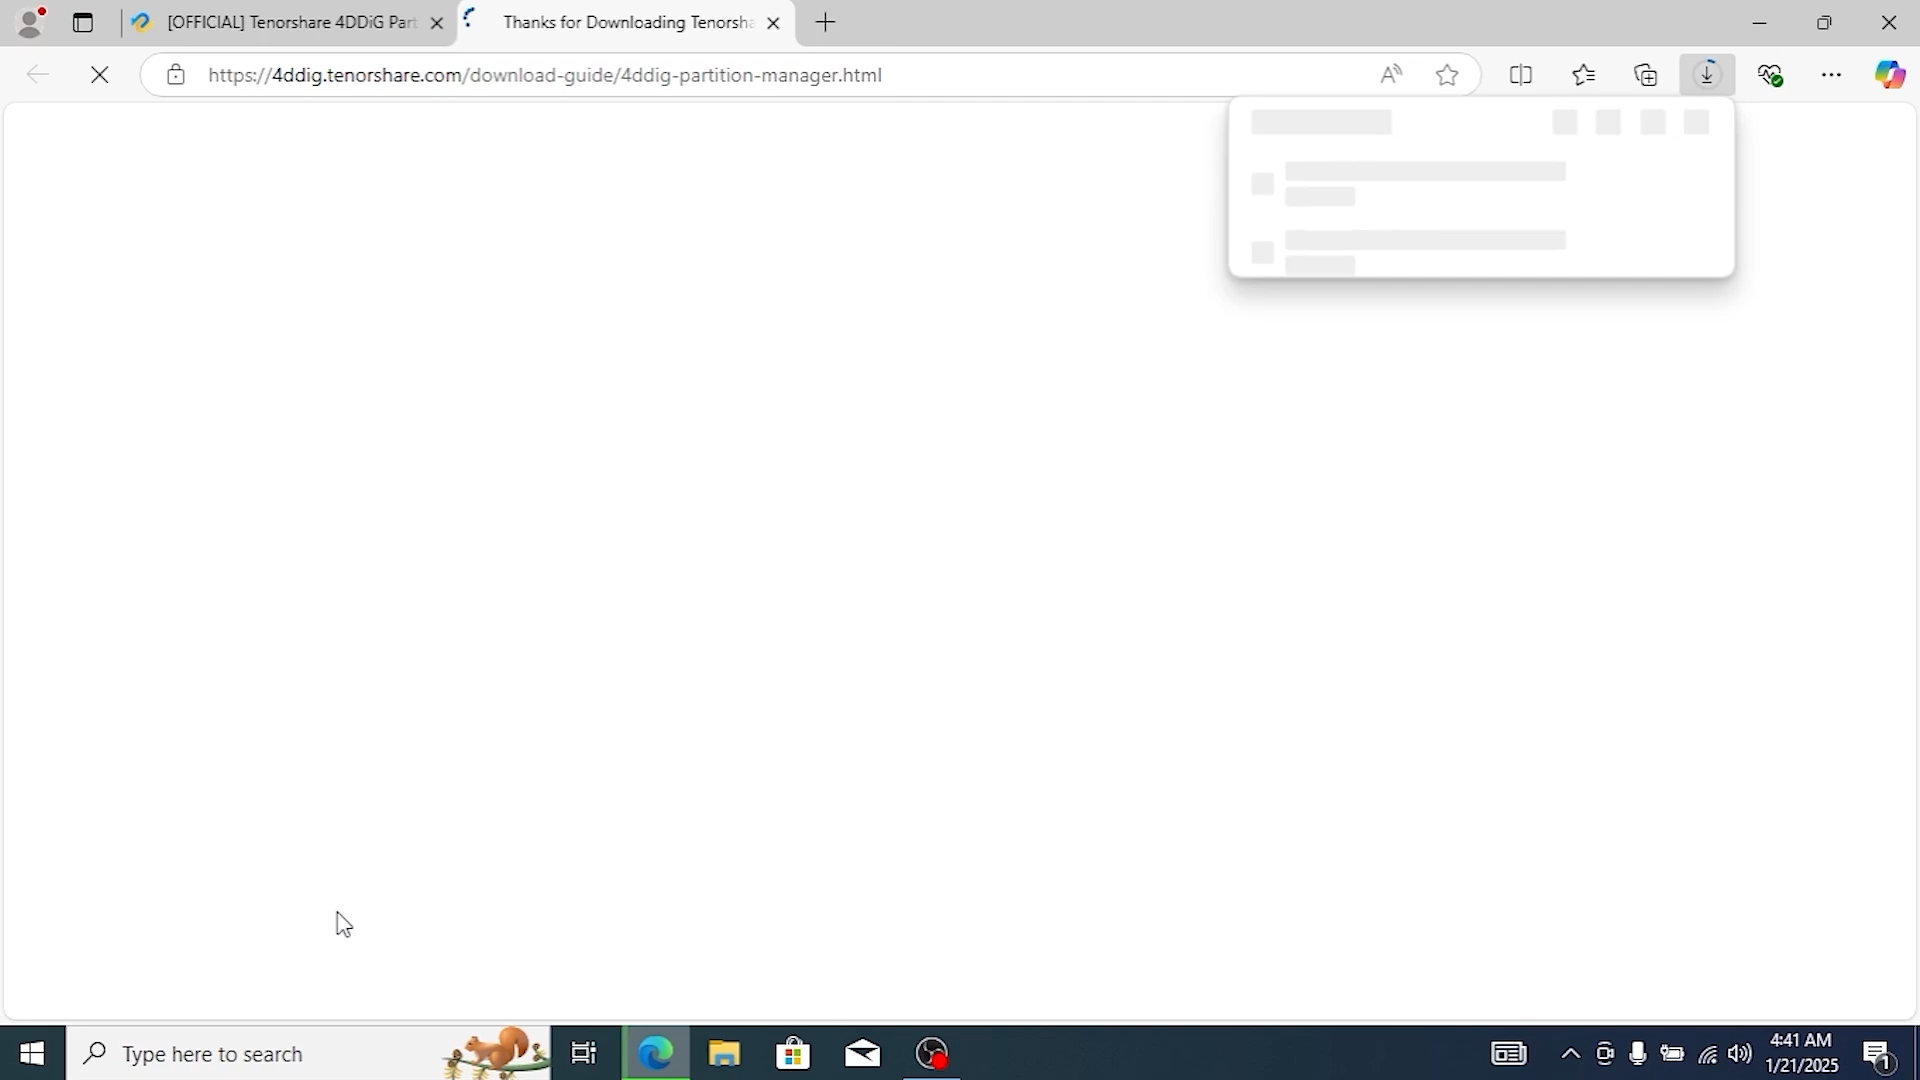 [OFFICIAL] Tenorshare 4DDiG Part
Thanks for Downloading Tenorsha
https://4ddig.tenorshare.com/download-guide/4ddig-partition-manager.html
Type here to search
4:41 AM
1/21/2025
1